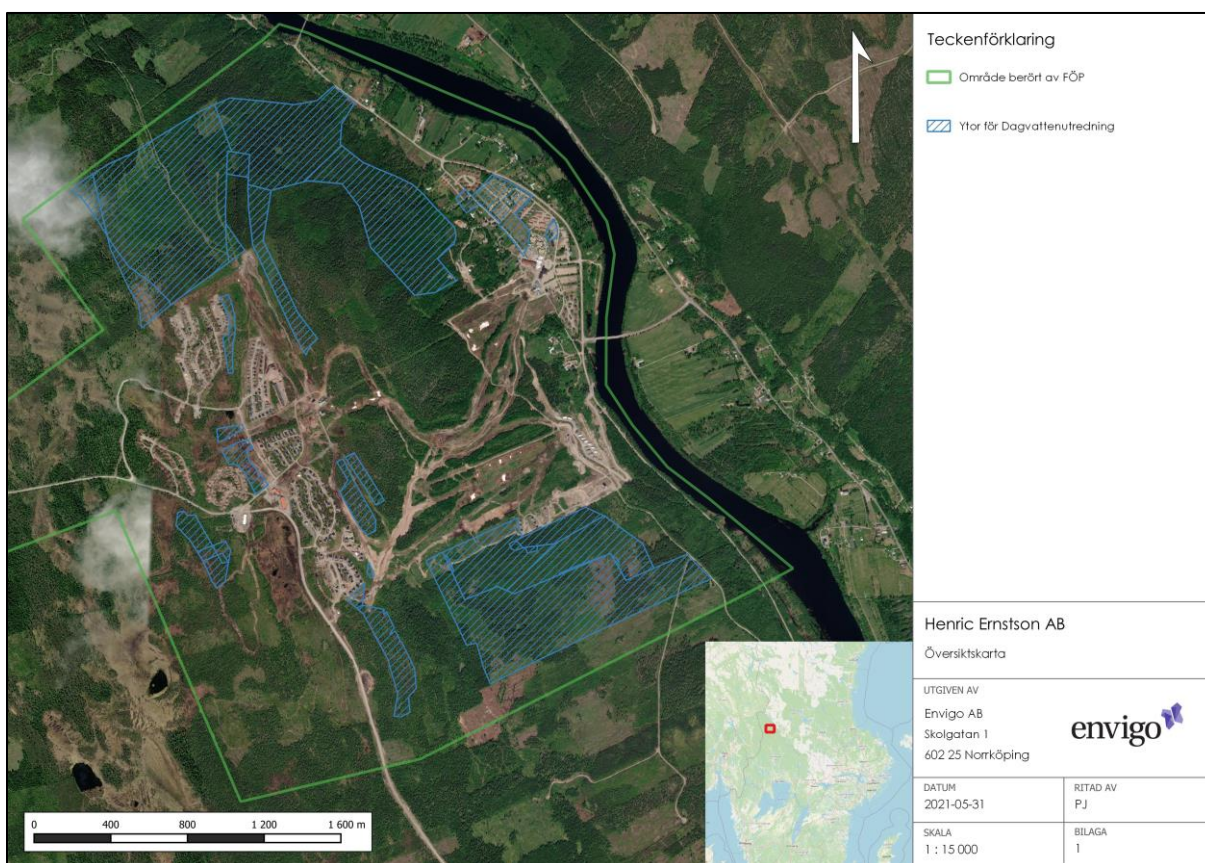 Teckenförklaring
Område berört av FÖP
Ytor för Dagvattenutredning
Henric Ernstson AB
Översiktskarta
UTGIVEN AV
Envigo AB
Skolgatan 1
602 25 Norrköping
envigo
DATUM
2021-05-31
RITAD AV
PJ
SKALA
1 : 15 000
BILAGA
1
0 400 800 1 200 1 600 m